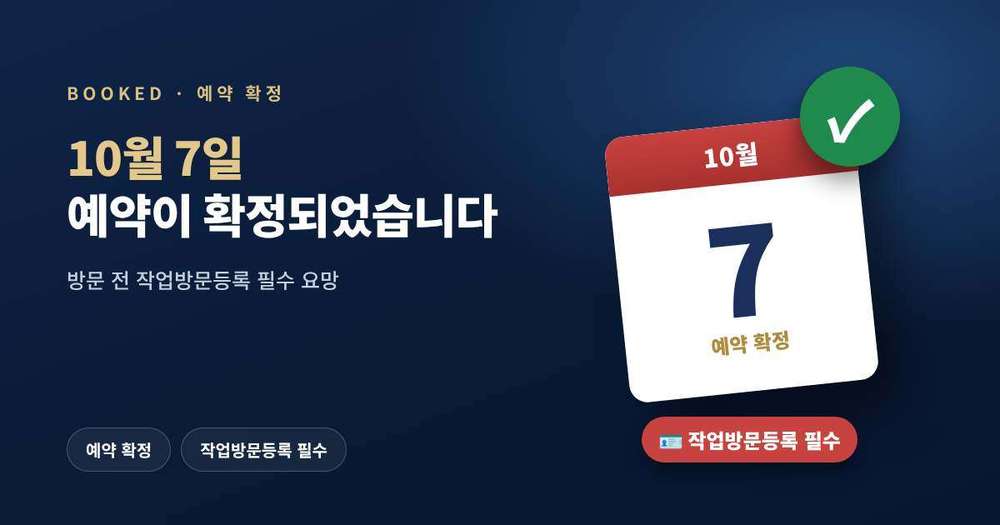 BOOKED · 예약 확정
10월 7일
예약이 확정되었습니다
방문 전 작업방문등록 필수 요망
예약 확정
작업방문등록 필수
10월
7
예약 확정
작업방문등록 필수